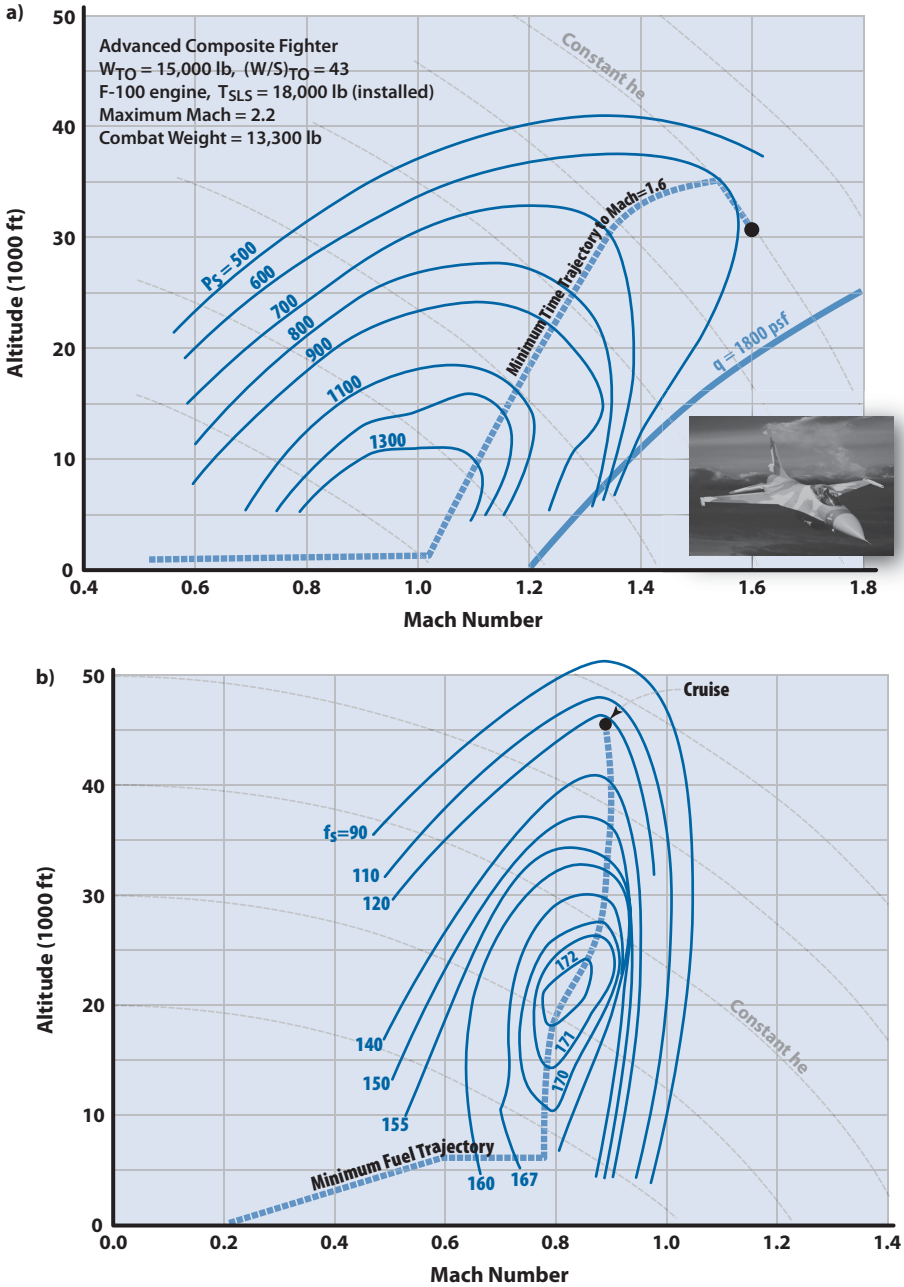 a)
50
40
30
20
10
0
Altitude (1000 ft)
Advanced Composite Fighter
W_TO = 15,000 lb, (W/S)_TO = 43
F-100 engine, T_SLS = 18,000 lb (installed)
Maximum Mach = 2.2
Combat Weight = 13,300 lb
Constant he
Minimum Time Trajectory to Mach=1.6
P_S = 500
600
700
800
900
1100
1300
q = 1800 psf
0.4
0.6
0.8
1.0
1.2
1.4
1.6
1.8
Mach Number
b)
50
40
30
20
10
0
Altitude (1000 ft)
Cruise
f_s=90
110
120
140
150
155
160
167
170
171
172
Constant he
Minimum Fuel Trajectory
0.0
0.2
0.4
0.6
0.8
1.0
1.2
1.4
Mach Number